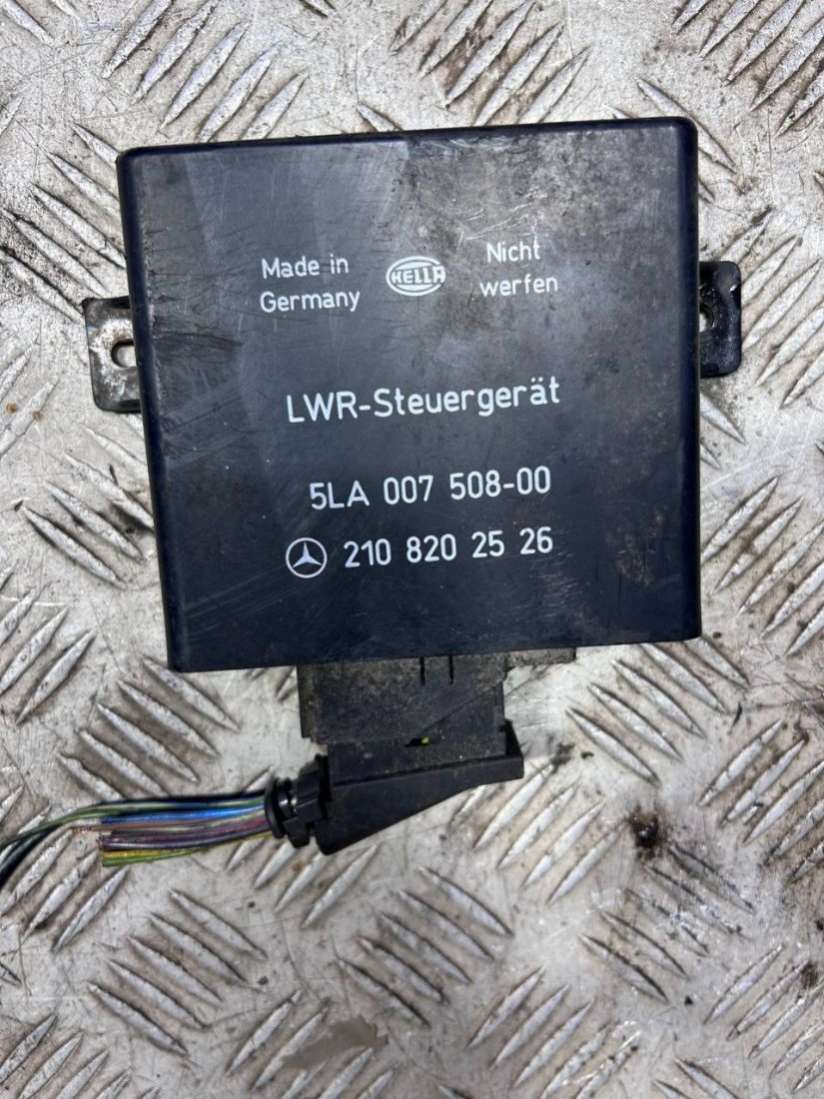 Made in
Germany
HELLA
Nicht
werfen
LWR-Steuergerät
5LA 007 508-00
210 820 25 26